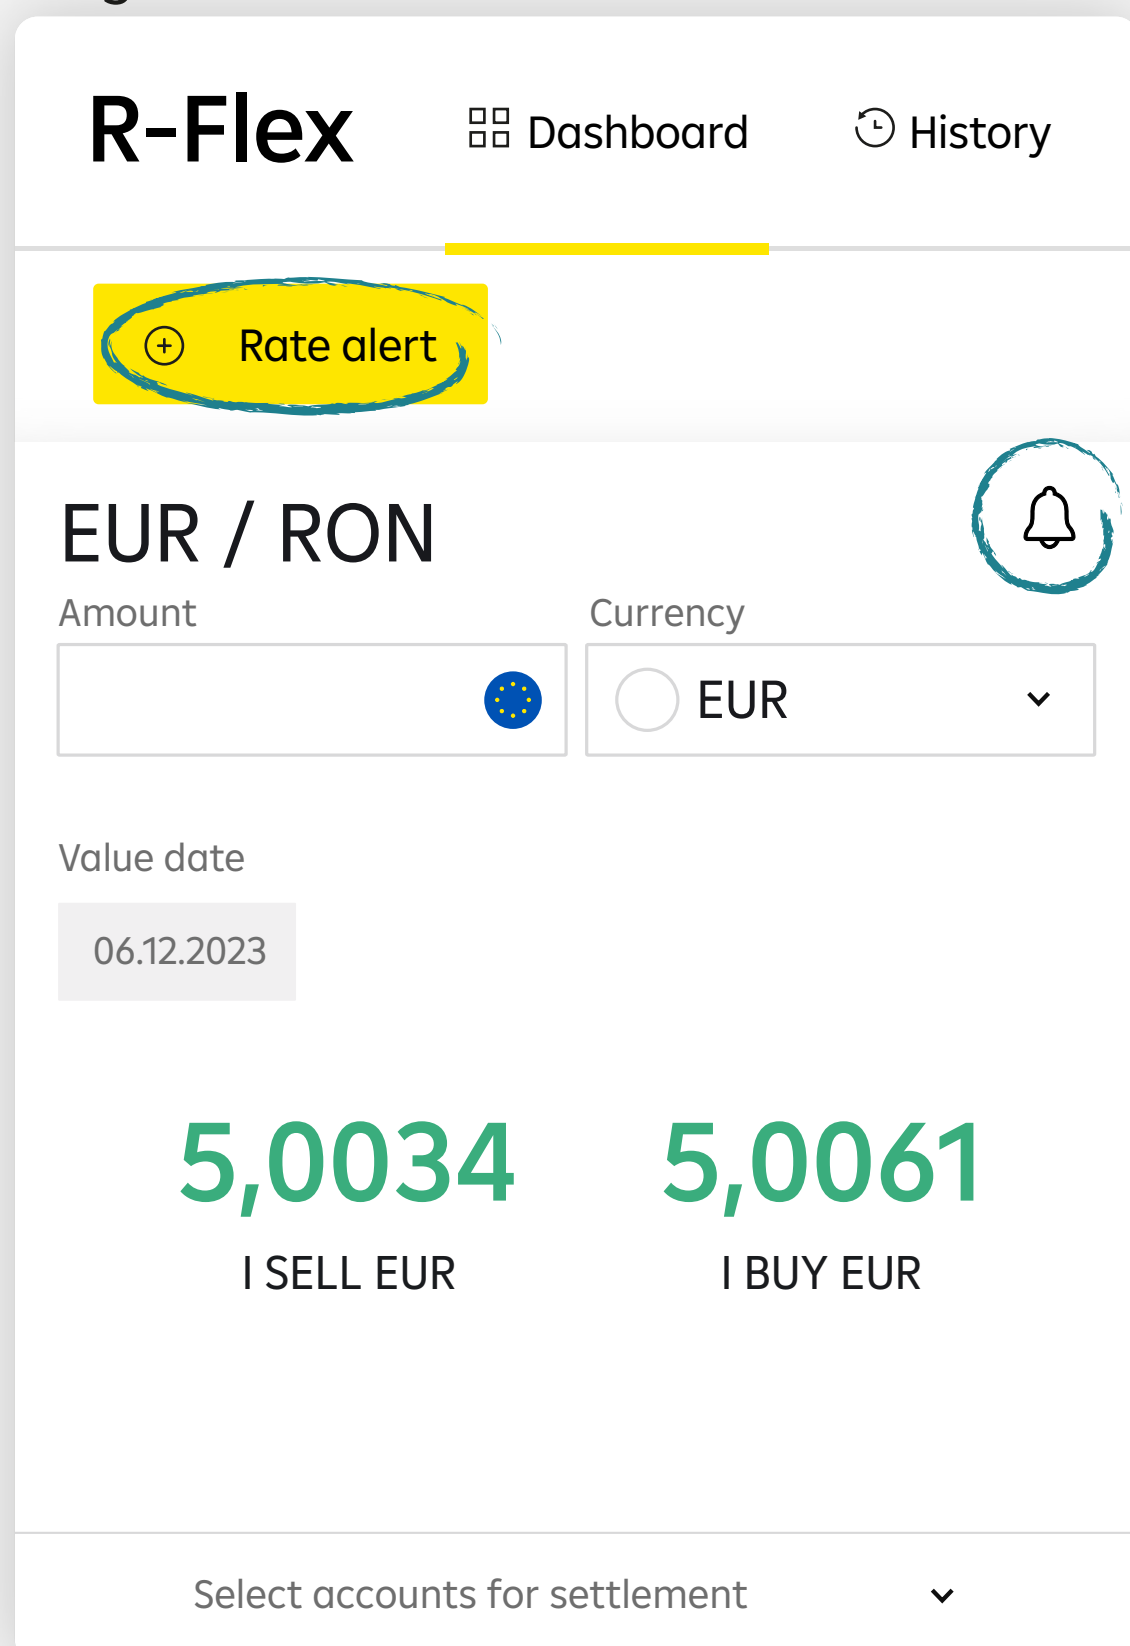 R-Flex Dashboard History
Rate alert
EUR / RON
Amount Currency
EUR
Value date
06.12.2023
5,0034 5,0061
I SELL EUR I BUY EUR
Select accounts for settlement